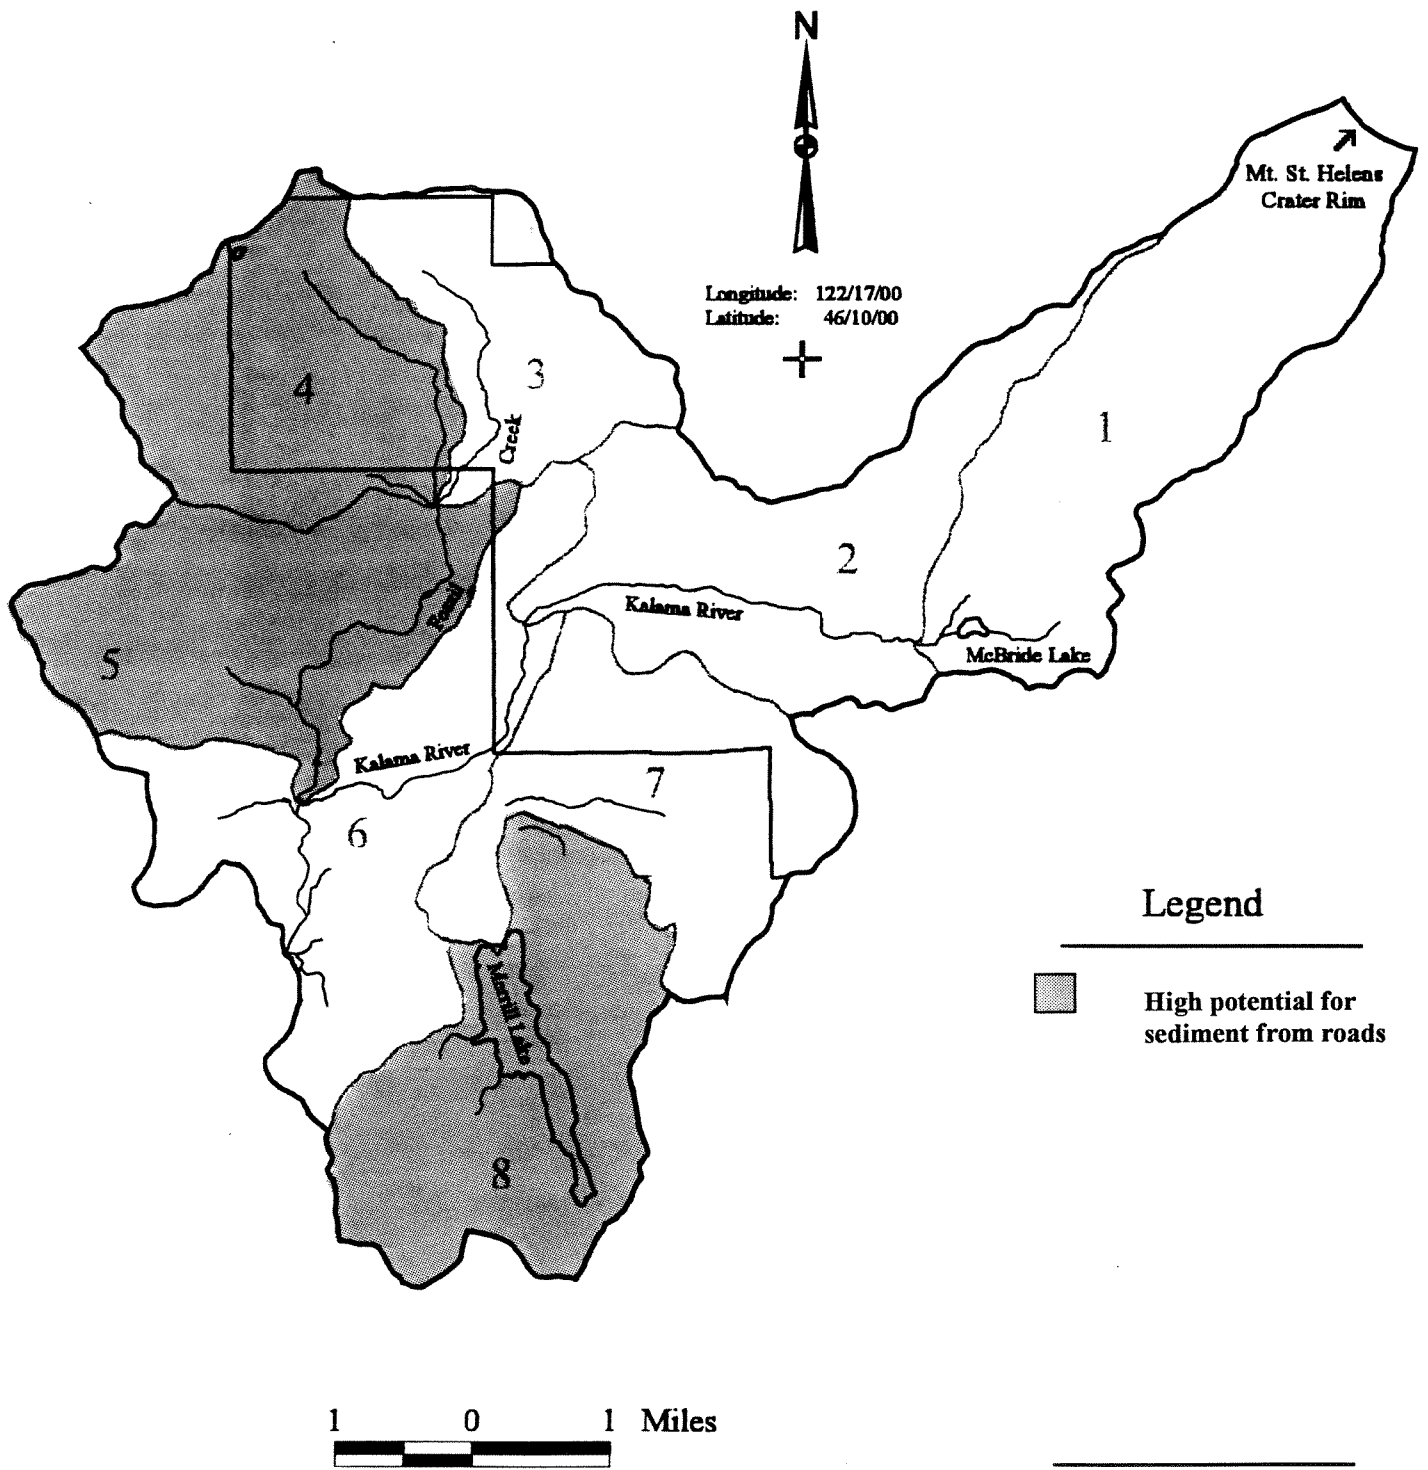 N
Mt. St. Helens
Crater Rim
Longitude: 122/17/00
Latitude: 46/10/00
4
3
1
Creek
2
Fossil
Kalama River
McBride Lake
5
Kalama River
7
6
Legend
Merrill Lake
High potential for
sediment from roads
8
1 0 1 Miles